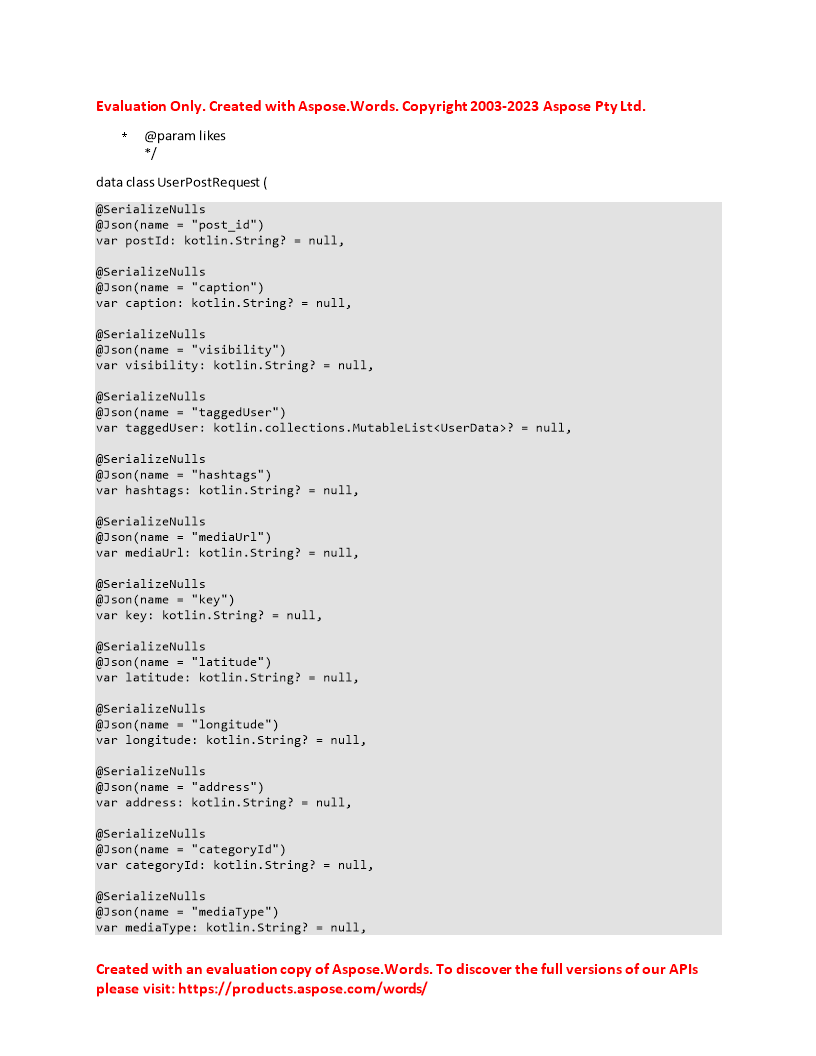 Evaluation Only. Created with Aspose.Words. Copyright 2003-2023 Aspose Pty Ltd.
* @param likes
*/
data class UserPostRequest (
@SerializeNulls
@Json(name = "post_id")
var postId: kotlin.String? = null,
@SerializeNulls
@Json(name = "caption")
var caption: kotlin.String? = null,
@SerializeNulls
@Json(name = "visibility")
var visibility: kotlin.String? = null,
@SerializeNulls
@Json(name = "taggedUser")
var taggedUser: kotlin.collections.MutableList<UserData>? = null,
@SerializeNulls
@Json(name = "hashtags")
var hashtags: kotlin.String? = null,
@SerializeNulls
@Json(name = "mediaUrl")
var mediaUrl: kotlin.String? = null,
@SerializeNulls
@Json(name = "key")
var key: kotlin.String? = null,
@SerializeNulls
@Json(name = "latitude")
var latitude: kotlin.String? = null,
@SerializeNulls
@Json(name = "longitude")
var longitude: kotlin.String? = null,
@SerializeNulls
@Json(name = "address")
var address: kotlin.String? = null,
@SerializeNulls
@Json(name = "categoryId")
var categoryId: kotlin.String? = null,
@SerializeNulls
@Json(name = "mediaType")
var mediaType: kotlin.String? = null,
Created with an evaluation copy of Aspose.Words. To discover the full versions of our APIs
please visit: https://products.aspose.com/words/